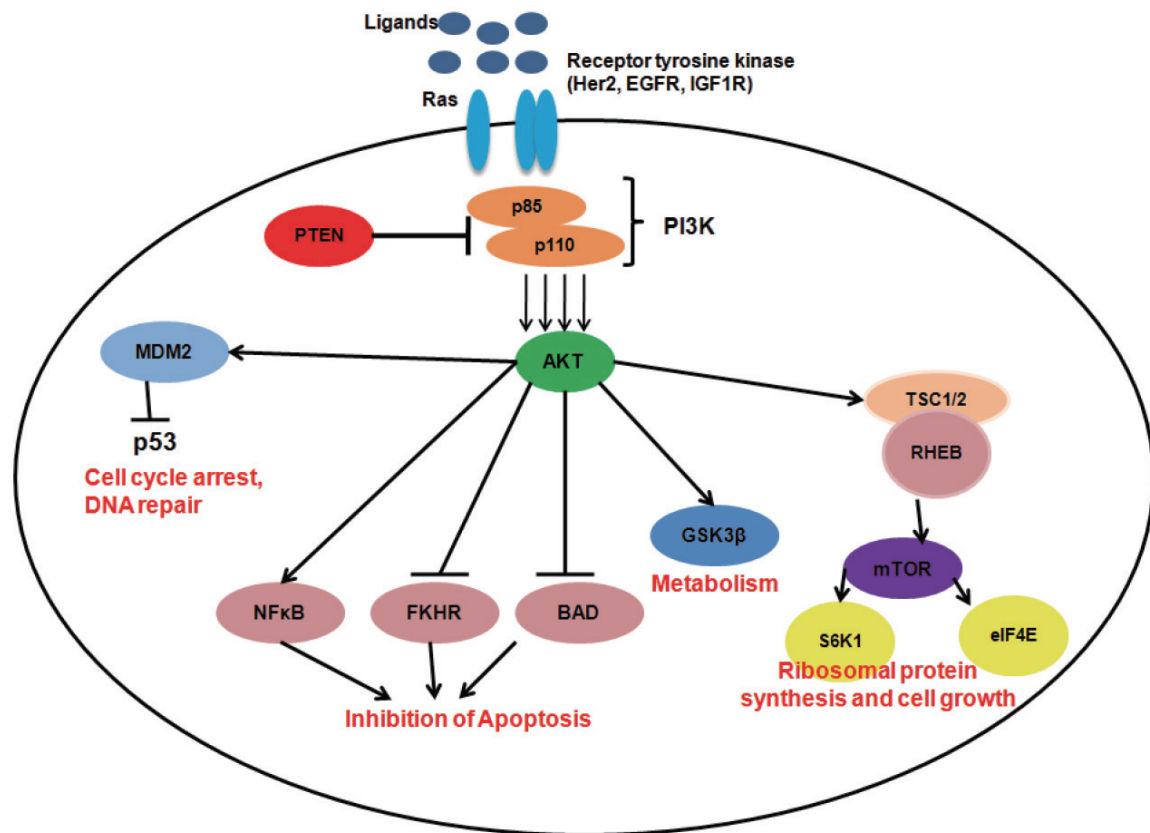 Ligands
Receptor tyrosine kinase
(Her2, EGFR, IGF1R)
Ras
p85
PI3K
PTEN
p110
MDM2
AKT
TSC1/2
p53
RHEB
Cell cycle arrest,
DNA repair
GSK3β
Metabolism
mTOR
NFκB
FKHR
BAD
S6K1
eIF4E
Ribosomal protein
synthesis and cell growth
Inhibition of Apoptosis